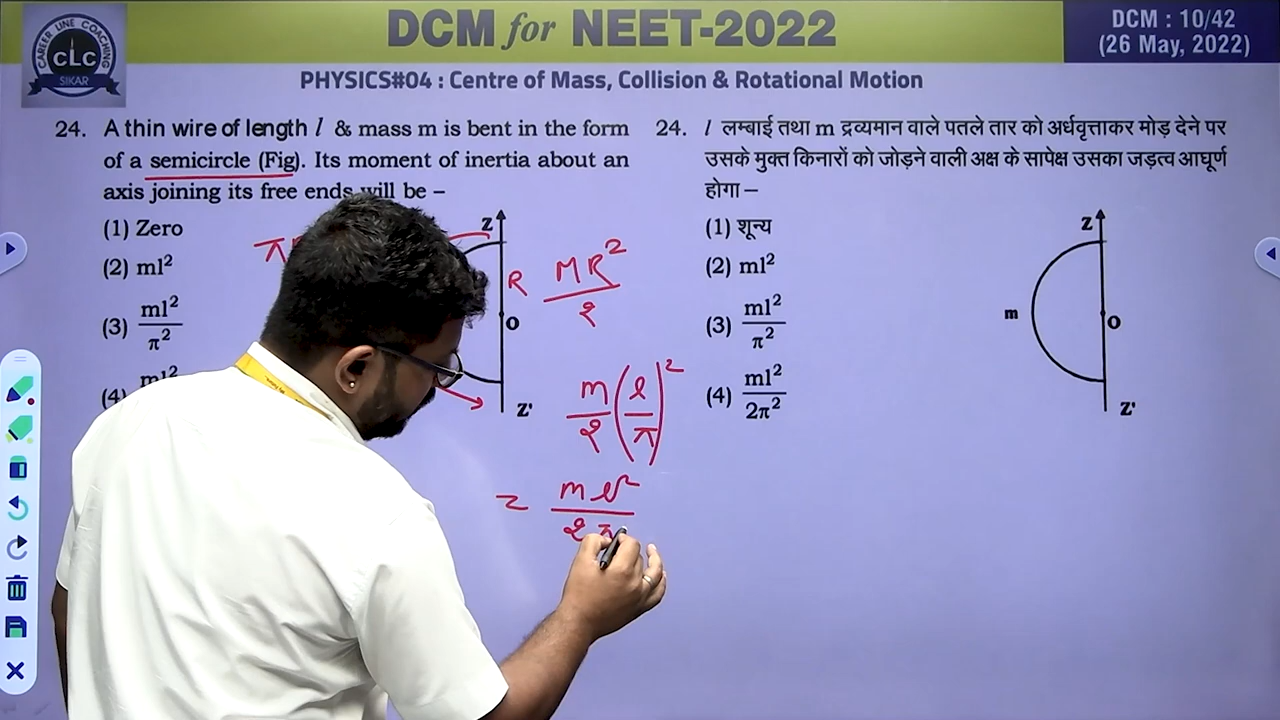 DCM for NEET-2022
DCM : 10/42
(26 May, 2022)
CAREER LINE COACHING
CLC
SIKAR
PHYSICS#04 : Centre of Mass, Collision & Rotational Motion
24. A thin wire of length l & mass m is bent in the form
of a semicircle (Fig). Its moment of inertia about an
axis joining its free ends will be –
(1) Zero
(2) ml²
(3) ml²/π²
(4) ml²
Z
R
O
Z'
π
MR²/2
m/2 (l/π)²
= ml²/2π
24. l लम्बाई तथा m द्रव्यमान वाले पतले तार को अर्धवृत्ताकर मोड़ देने पर
उसके मुक्त किनारों को जोड़ने वाली अक्ष के सापेक्ष उसका जड़त्व आघूर्ण
होगा –
(1) शून्य
(2) ml²
(3) ml²/π²
(4) ml²/2π²
Z
m
O
Z'